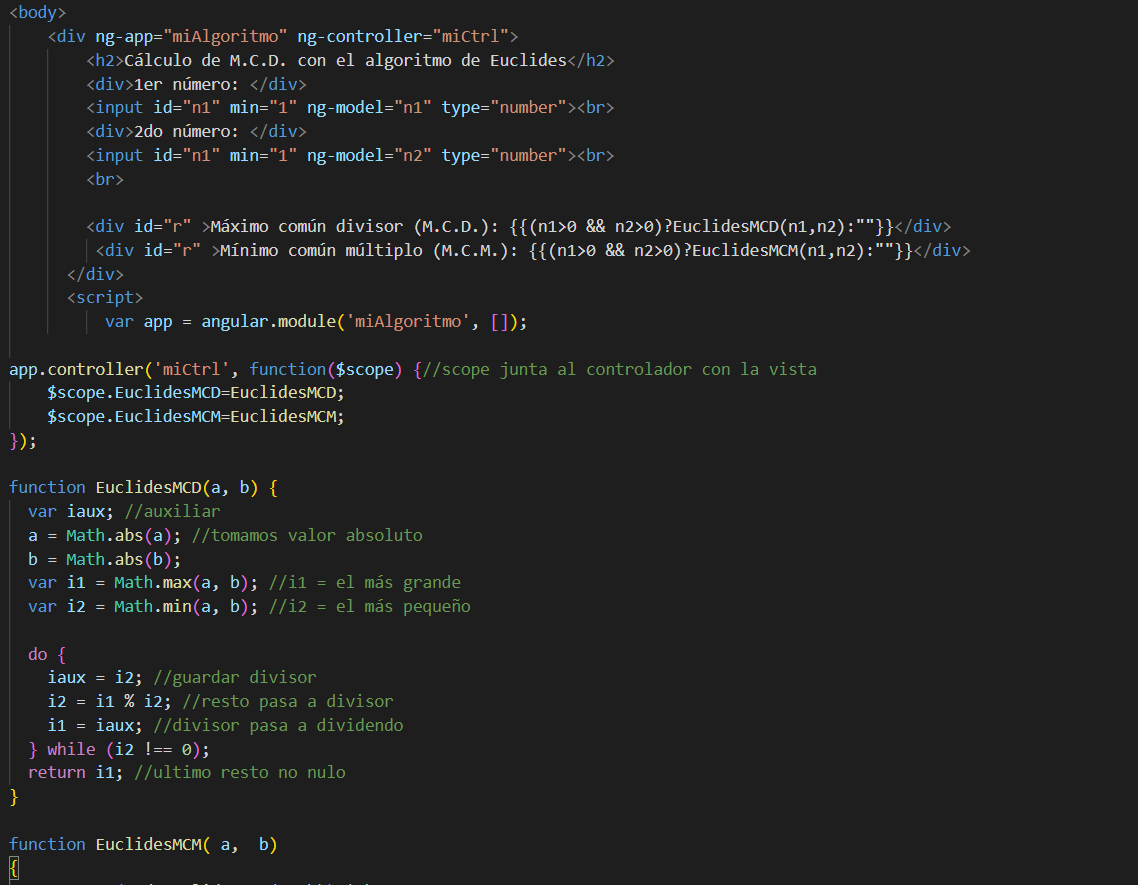 <body>
<div ng-app="miAlgoritmo" ng-controller="miCtrl">
<h2>Cálculo de M.C.D. con el algoritmo de Euclides</h2>
<div>1er número: </div>
<input id="n1" min="1" ng-model="n1" type="number"><br>
<div>2do número: </div>
<input id="n1" min="1" ng-model="n2" type="number"><br>
<br>
<div id="r" >Máximo común divisor (M.C.D.): {{(n1>0 && n2>0)?EuclidesMCD(n1,n2):""}}</div>
<div id="r" >Mínimo común múltiplo (M.C.M.): {{(n1>0 && n2>0)?EuclidesMCM(n1,n2):""}}</div>
</div>
<script>
var app = angular.module('miAlgoritmo', []);
app.controller('miCtrl', function($scope) {//scope junta al controlador con la vista
$scope.EuclidesMCD=EuclidesMCD;
$scope.EuclidesMCM=EuclidesMCM;
});
function EuclidesMCD(a, b) {
var iaux; //auxiliar
a = Math.abs(a); //tomamos valor absoluto
b = Math.abs(b);
var i1 = Math.max(a, b); //i1 = el más grande
var i2 = Math.min(a, b); //i2 = el más pequeño
do {
iaux = i2; //guardar divisor
i2 = i1 % i2; //resto pasa a divisor
i1 = iaux; //divisor pasa a dividendo
} while (i2 !== 0);
return i1; //ultimo resto no nulo
}
function EuclidesMCM( a,  b)
{